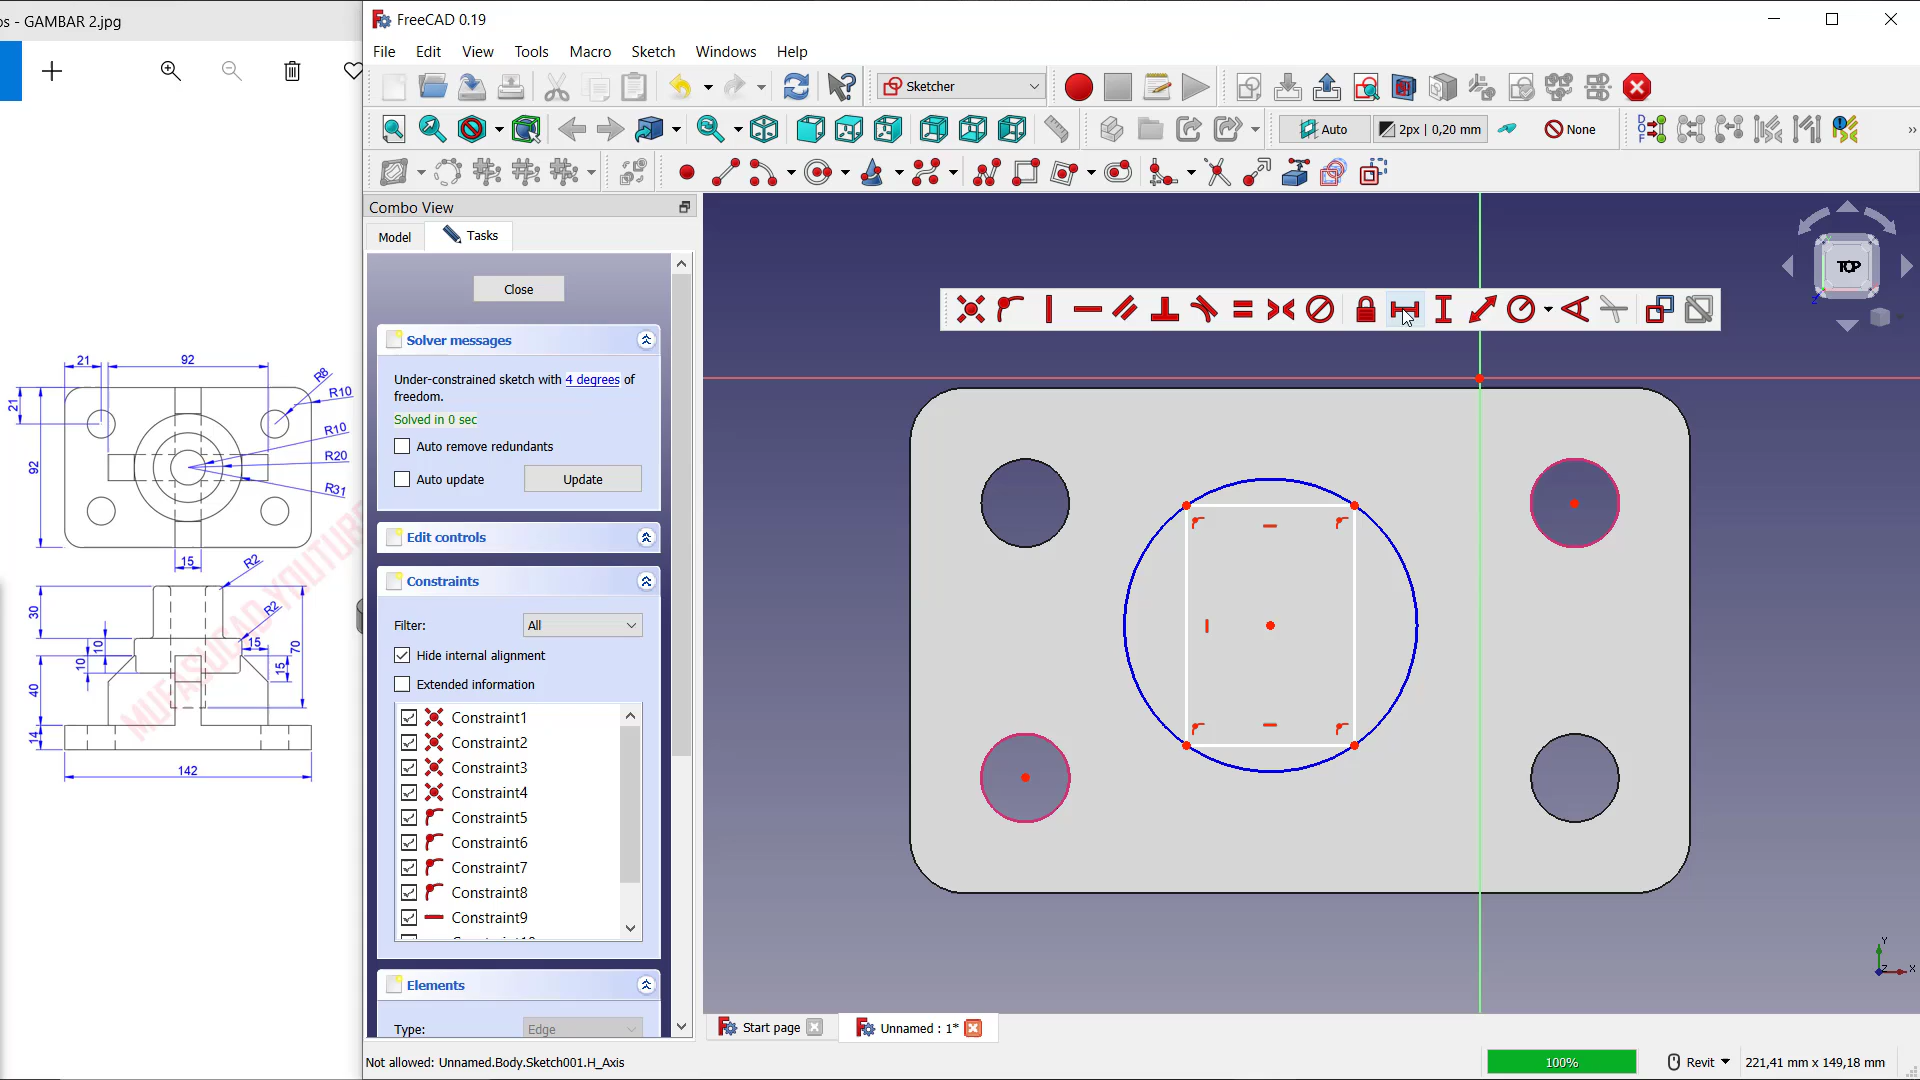 os - GAMBAR 2.jpg
FreeCAD 0.19
File Edit View Tools Macro Sketch Windows Help
Sketcher
Auto
2px | 0,20 mm
None
DOF
Combo View
Model
Tasks
Close
Solver messages
Under-constrained sketch with 4 degrees of
freedom.
Solved in 0 sec
Auto remove redundants
Auto update
Update
Edit controls
Constraints
Filter:
All
Hide internal alignment
Extended information
Constraint1
Constraint2
Constraint3
Constraint4
Constraint5
Constraint6
Constraint7
Constraint8
Constraint9
Elements
Type:
Edge
TOP
Z
Y
Z
X
21
92
R8
R10
21
R10
92
R20
R31
15
R2
30
R2
10
15
70
10
15
40
14
142
MUFASUCAD.YOUTUBE
Start page
Unnamed : 1*
Not allowed: Unnamed.Body.Sketch001.H_Axis
100%
Revit
221,41 mm x 149,18 mm